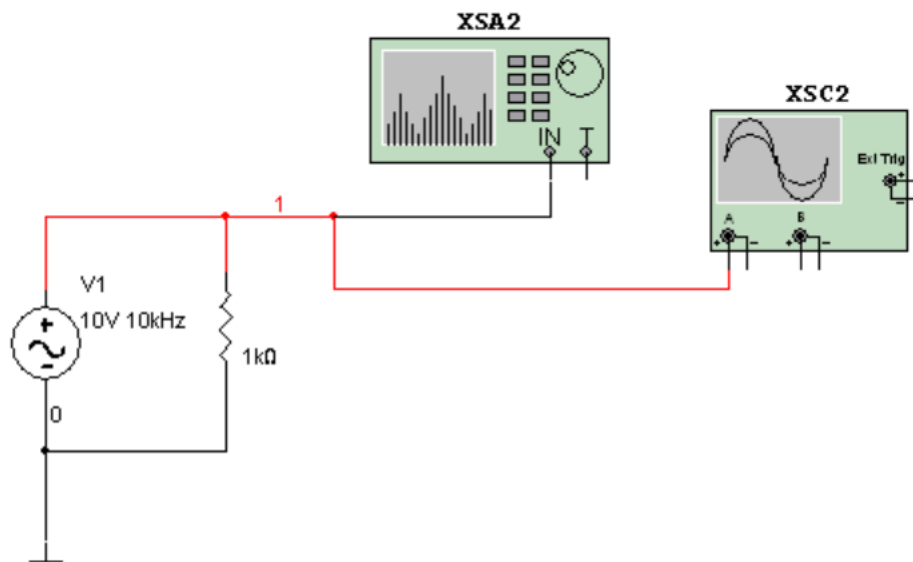 XSA2
IN T
XSC2
Ext Trig
+
-
A B
+ - + -
1
V1
10V 10kHz
+
-
1kΩ
0